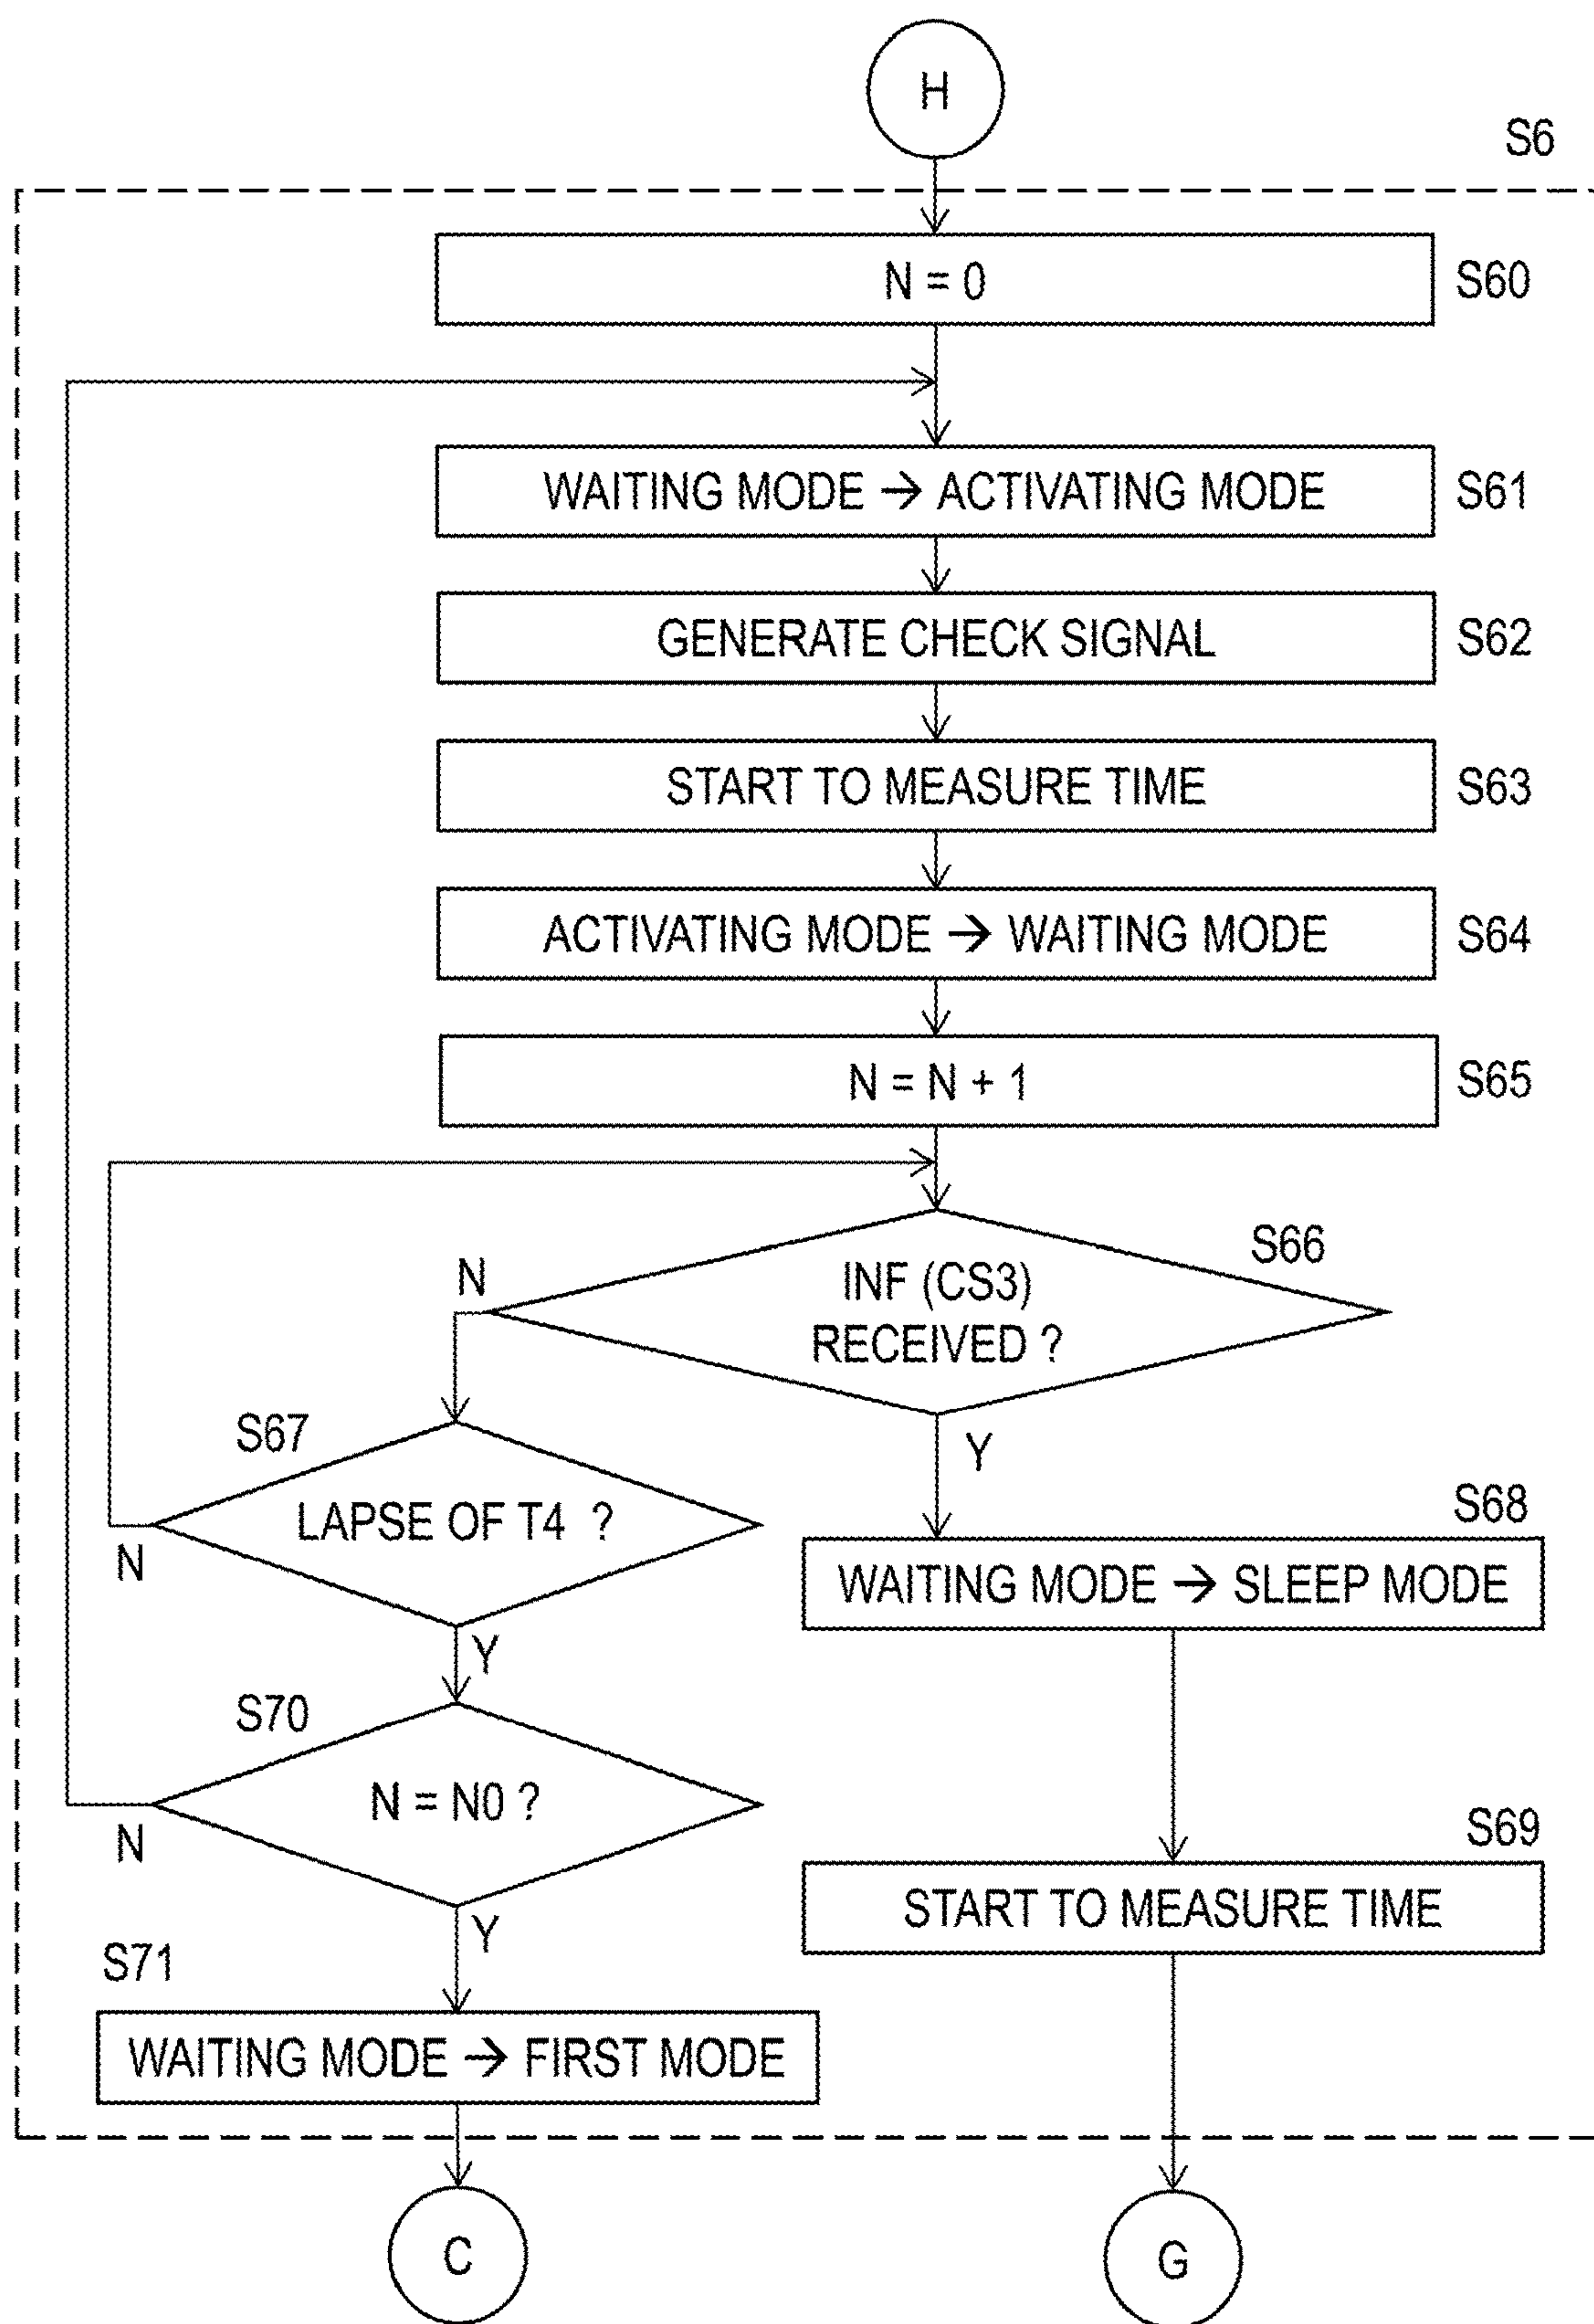 H
S6
N = 0
S60
WAITING MODE → ACTIVATING MODE
S61
GENERATE CHECK SIGNAL
S62
START TO MEASURE TIME
S63
ACTIVATING MODE → WAITING MODE
S64
N = N + 1
S65
S66
N
INF (CS3)
RECEIVED ?
Y
S67
LAPSE OF T4 ?
N
Y
S68
WAITING MODE → SLEEP MODE
S70
N = N0 ?
N
Y
S69
START TO MEASURE TIME
S71
WAITING MODE → FIRST MODE
C
G